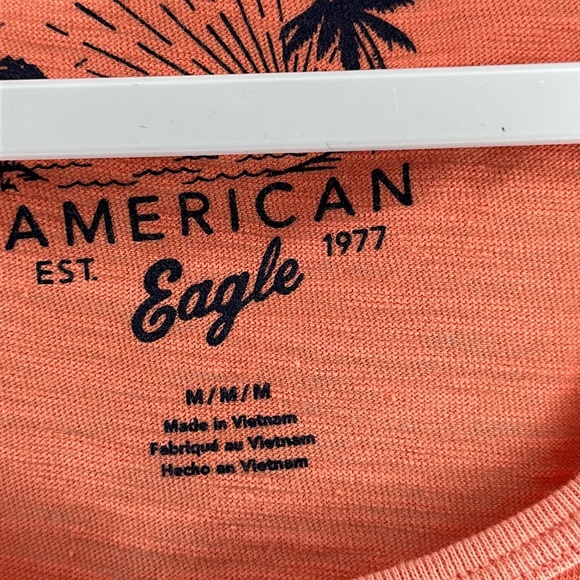 AMERICAN
EST. Eagle 1977
M/M/M
Made in Vietnam
Fabriqué au Vietnam
Hecho en Vietnam